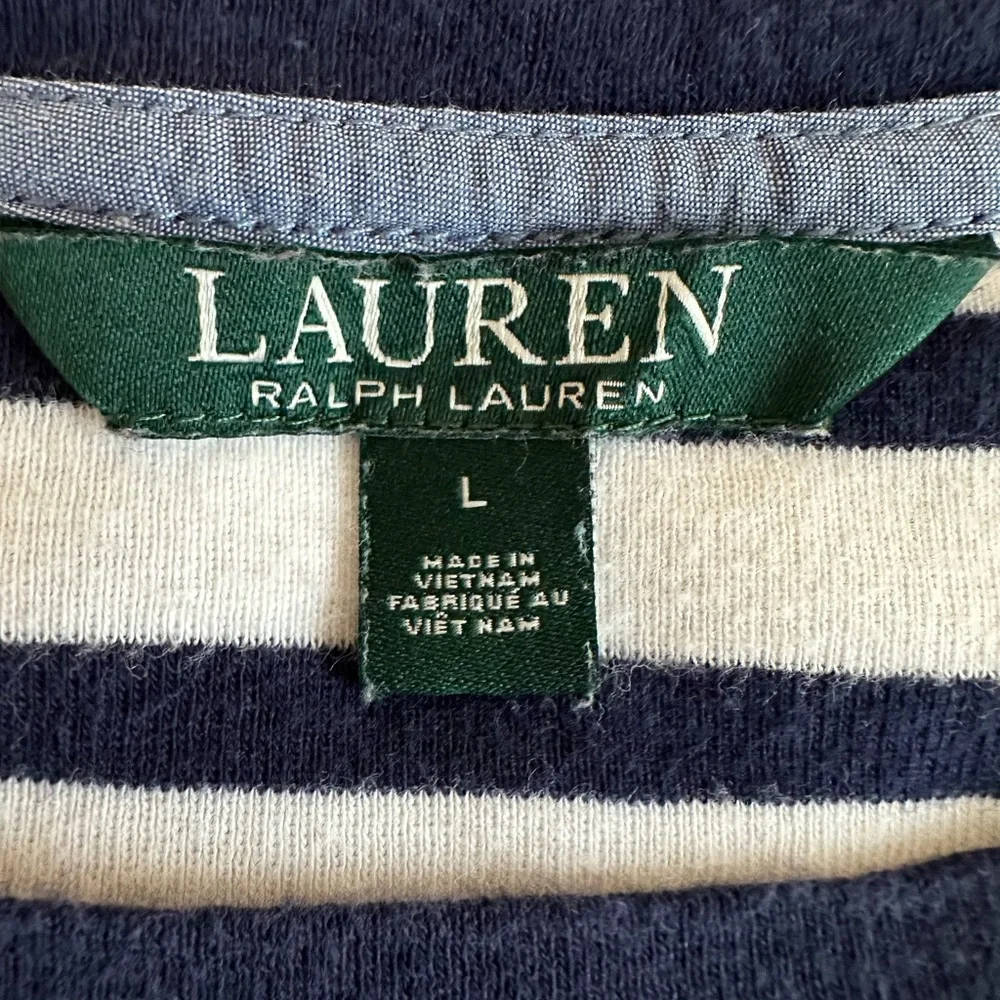 LAUREN
RALPH LAUREN
L
MADE IN
VIETNAM
FABRIQUÉ AU
VIÊT NAM